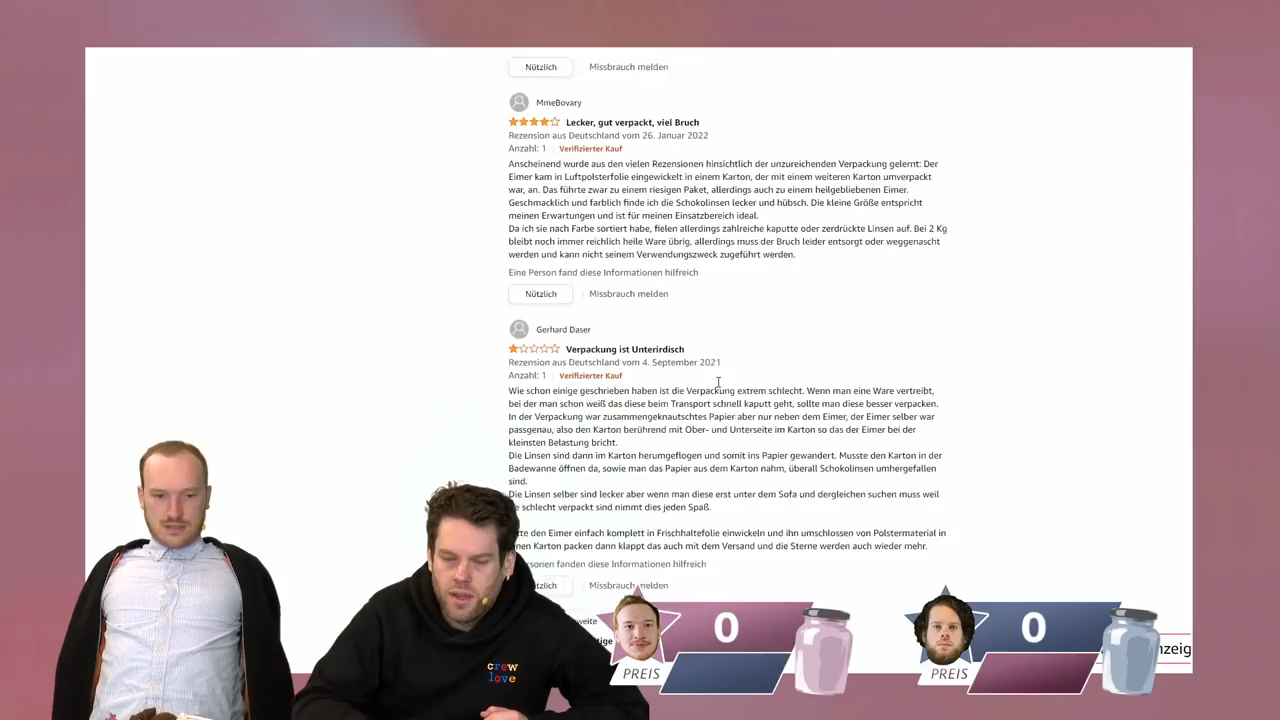 Nützlich
Missbrauch melden
MmeBovary
Lecker, gut verpackt, viel Bruch
Rezension aus Deutschland vom 26. Januar 2022
Anzahl: 1 Verifizierter Kauf
Anscheinend wurde aus den vielen Rezensionen hinsichtlich der unzureichenden Verpackung gelernt: Der
Eimer kam in Luftpolsterfolie eingewickelt in einem Karton, der mit einem weiteren Karton umverpackt
war, an. Das führte zwar zu einem riesigen Paket, allerdings auch zu einem heilgebliebenen Eimer.
Geschmacklich und farblich finde ich die Schokolinsen lecker und hübsch. Die kleine Größe entspricht
meinen Erwartungen und ist für meinen Einsatzbereich ideal.
Da ich sie nach Farbe sortiert habe, fielen allerdings zahlreiche kaputte oder zerdrückte Linsen auf. Bei 2 Kg
bleibt noch immer reichlich heile Ware übrig, allerdings muss der Bruch leider entsorgt oder weggenascht
werden und kann nicht seinem Verwendungszweck zugeführt werden.
Eine Person fand diese Informationen hilfreich
Nützlich
Missbrauch melden
Gerhard Daser
Verpackung ist Unterirdisch
Rezension aus Deutschland vom 4. September 2021
Anzahl: 1 Verifizierter Kauf
Wie schon einige geschrieben haben ist die Verpackung extrem schlecht. Wenn man eine Ware vertreibt,
bei der man schon weiß das diese beim Transport schnell kaputt geht, sollte man diese besser verpacken.
In der Verpackung war zusammengeknautschtes Papier aber nur neben dem Eimer, der Eimer selber war
passgenau, also den Karton berührend mit Ober- und Unterseite im Karton so das der Eimer bei der
kleinsten Belastung bricht.
Die Linsen sind dann im Karton herumgeflogen und somit ins Papier gewandert. Musste den Karton in der
Badewanne öffnen da, sowie man das Papier aus dem Karton nahm, überall Schokolinsen umhergefallen
sind.
Die Linsen selber sind lecker aber wenn man diese erst unter dem Sofa und dergleichen suchen muss weil
schlecht verpackt sind nimmt dies jeden Spaß.
den Eimer einfach komplett in Frischhaltefolie einwickeln und ihn umschlossen von Polstermaterial in
Karton packen dann klappt das auch mit dem Versand und die Sterne werden auch wieder mehr.
fanden diese Informationen hilfreich
Missbrauch melden
crew
love
0
PREIS
0
PREIS